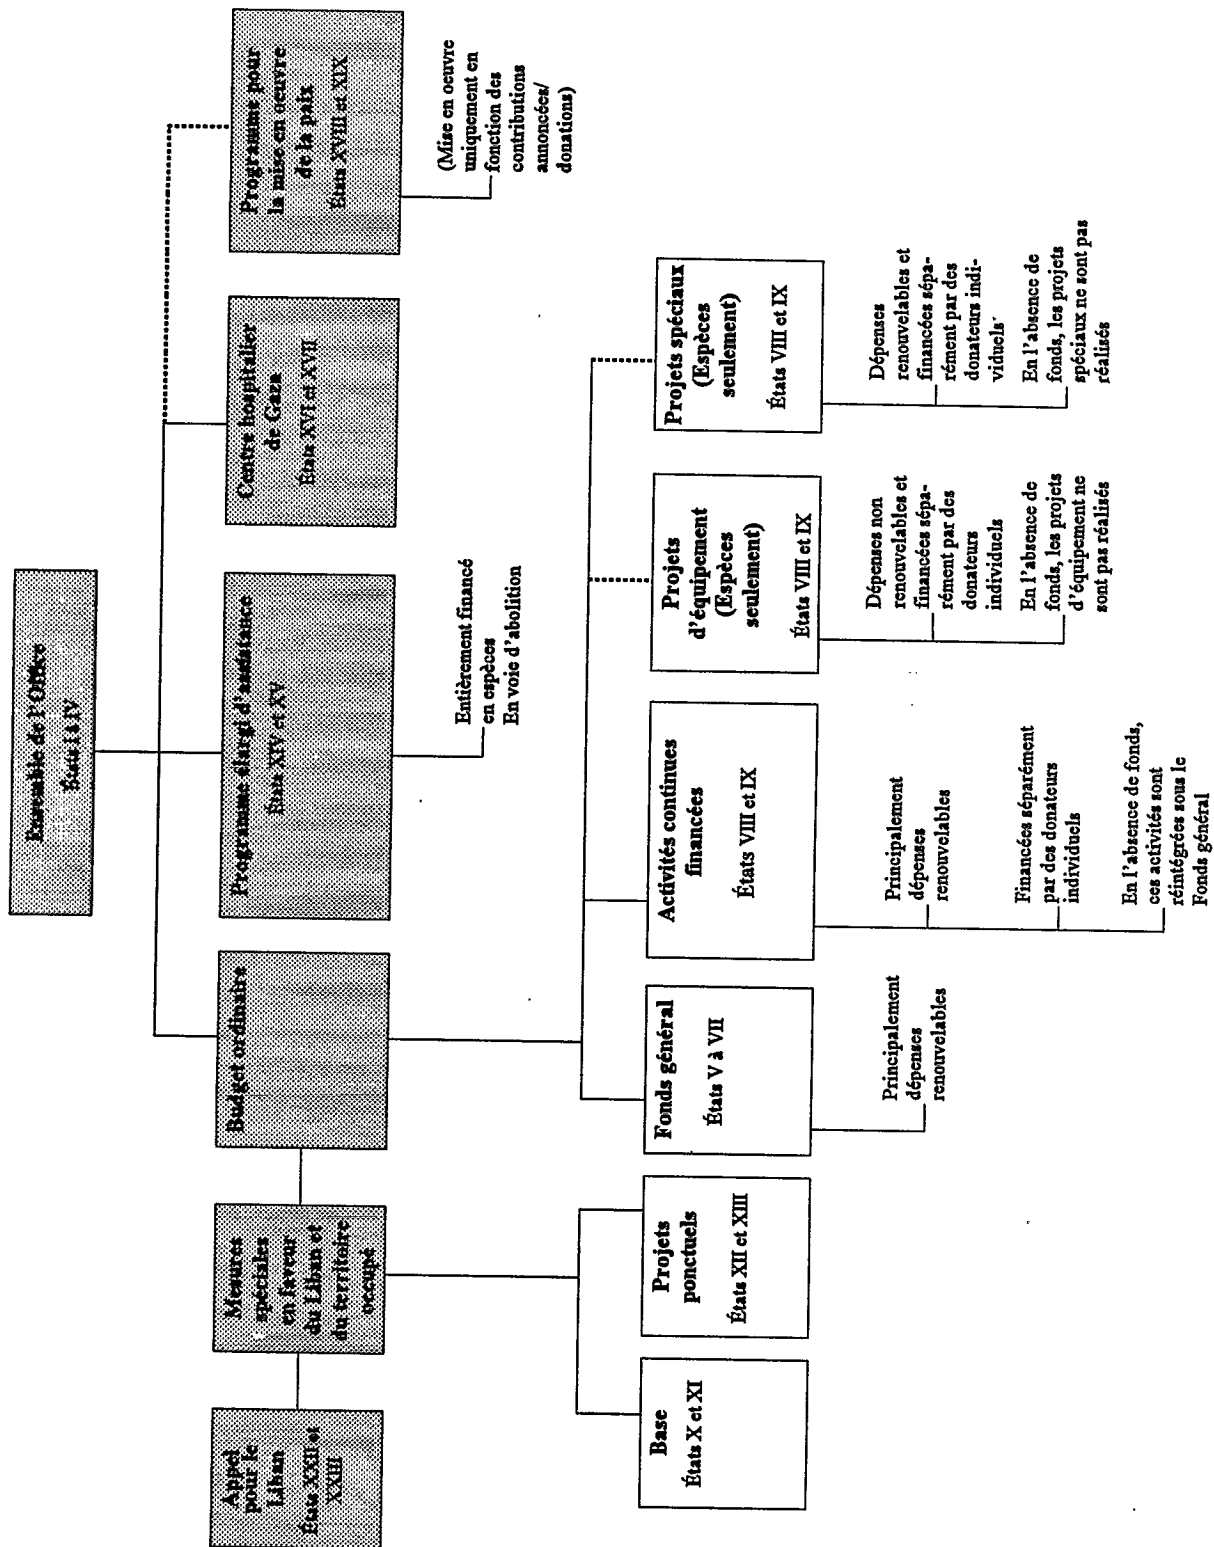 Ensemble de l'Office
États I à IV
Appel
pour le
Liban
États XXII et
XXIII
Mesures
spéciales
en faveur
du Liban et
du territoire
occupé
Budget ordinaire
Programme élargi d'assistance
États XIV et XV
Centre hospitalier
de Gaza
États XVI et XVII
Programme pour
la mise en oeuvre
de la paix
États XVIII et XIX
Entièrement financé
en espèces
En voie d'abolition
(Mise en oeuvre
uniquement en
fonction des
contributions
annoncées/
donations)
Base
États X et XI
Projets
ponctuels
États XII et XIII
Fonds général
États V à VII
Activités continues
financées
États VIII et IX
Projets
d'équipement
(Espèces
seulement)
États VIII et IX
Projets spéciaux
(Espèces
seulement)
États VIII et IX
Principalement
dépenses
renouvelables
Principalement
dépenses
renouvelables
Financées séparément
par des donateurs
individuels
En l'absence de fonds,
ces activités sont
réintégrées sous le
Fonds général
Dépenses non
renouvelables et
financées sépa-
rément par des
donateurs
individuels
En l'absence de
fonds, les projets
d'équipement ne
sont pas réalisés
Dépenses
renouvelables et
financées sépa-
rément par des
donateurs indi-
viduels
En l'absence de
fonds, les projets
spéciaux ne sont pas
réalisés